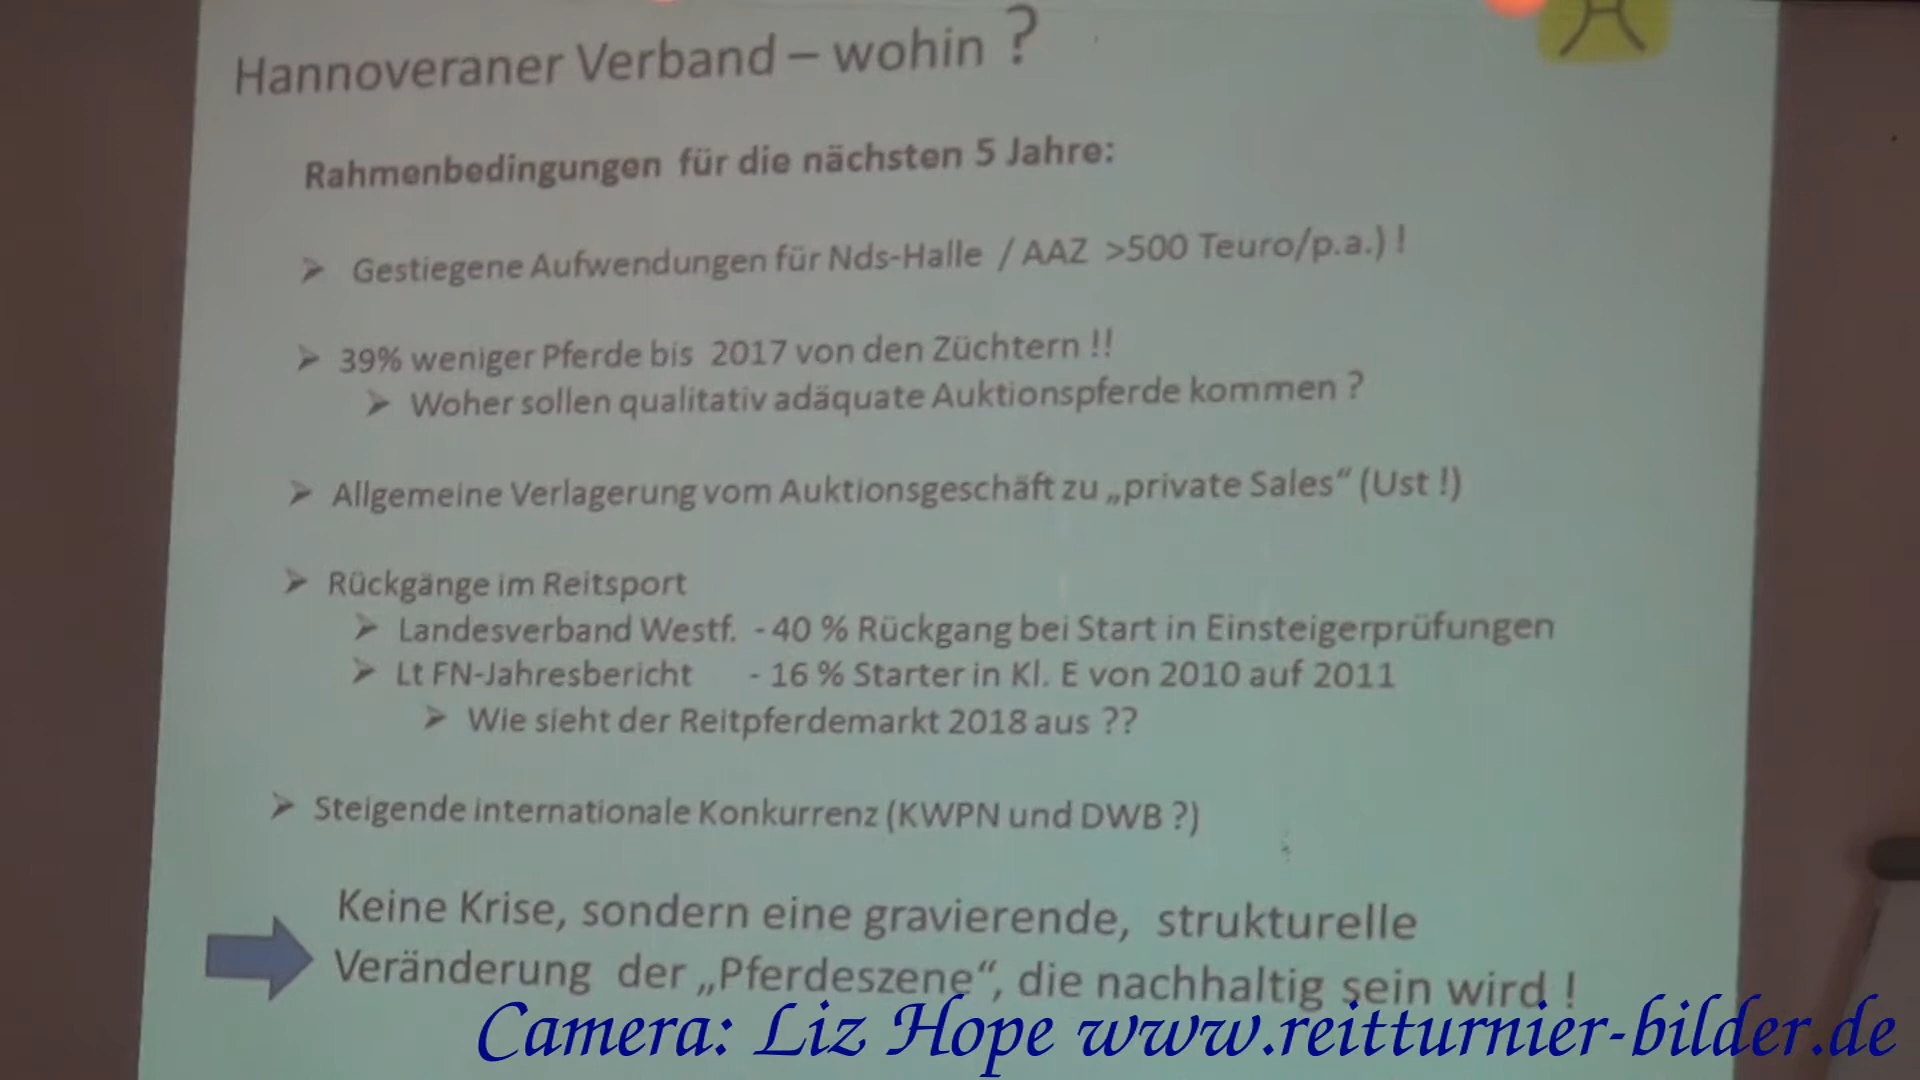 Hannoveraner Verband – wohin ?
Rahmenbedingungen für die nächsten 5 Jahre:
➢ Gestiegene Aufwendungen für Nds-Halle / AAZ >500 Teuro/p.a.) !
➢ 39% weniger Pferde bis 2017 von den Züchtern !!
➢ Woher sollen qualitativ adäquate Auktionspferde kommen ?
➢ Allgemeine Verlagerung vom Auktionsgeschäft zu „private Sales“ (Ust !)
➢ Rückgänge im Reitsport
➢ Landesverband Westf. - 40 % Rückgang bei Start in Einsteigerprüfungen
➢ Lt FN-Jahresbericht - 16 % Starter in Kl. E von 2010 auf 2011
➢ Wie sieht der Reitpferdemarkt 2018 aus ??
➢ Steigende internationale Konkurrenz (KWPN und DWB ?)
Keine Krise, sondern eine gravierende, strukturelle
Veränderung der „Pferdeszene“, die nachhaltig sein wird !
Camera: Liz Hope www.reitturnier-bilder.de